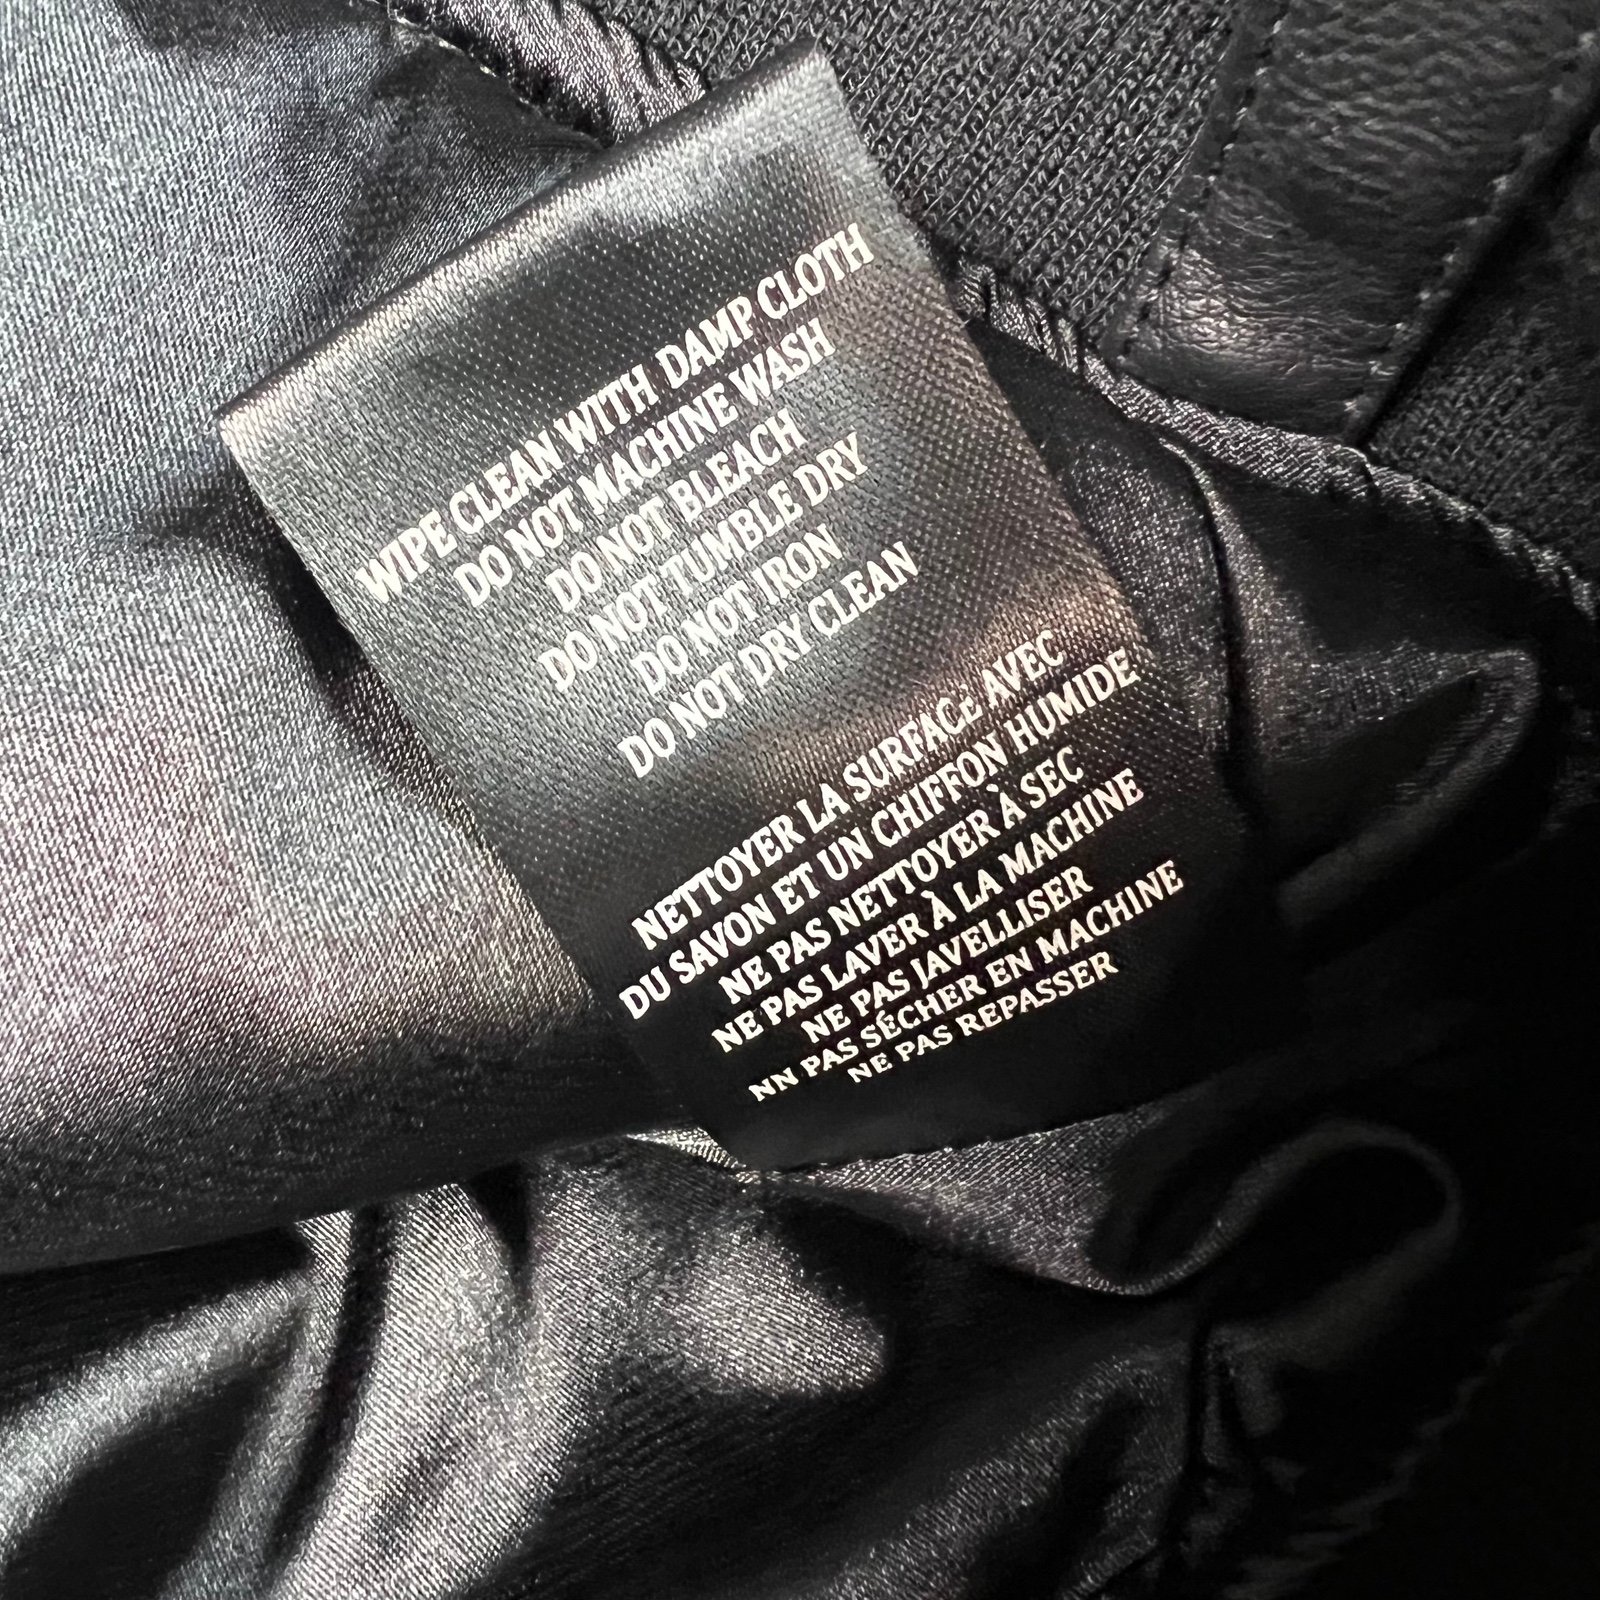 WIPE CLEAN WITH DAMP CLOTH
DO NOT MACHINE WASH
DO NOT BLEACH
DO NOT TUMBLE DRY
DO NOT IRON
DO NOT DRY CLEAN
NETTOYER LÀ SURFACE AVEC
DU SAVON ET UN CHIFFON HUMIDE
NE PAS NETTOYER À SEC
NE PAS LAVER À LA MACHINE
NE PAS JAVELLISER
NN PAS SÉCHER EN MACHINE
NE PAS REPASSER